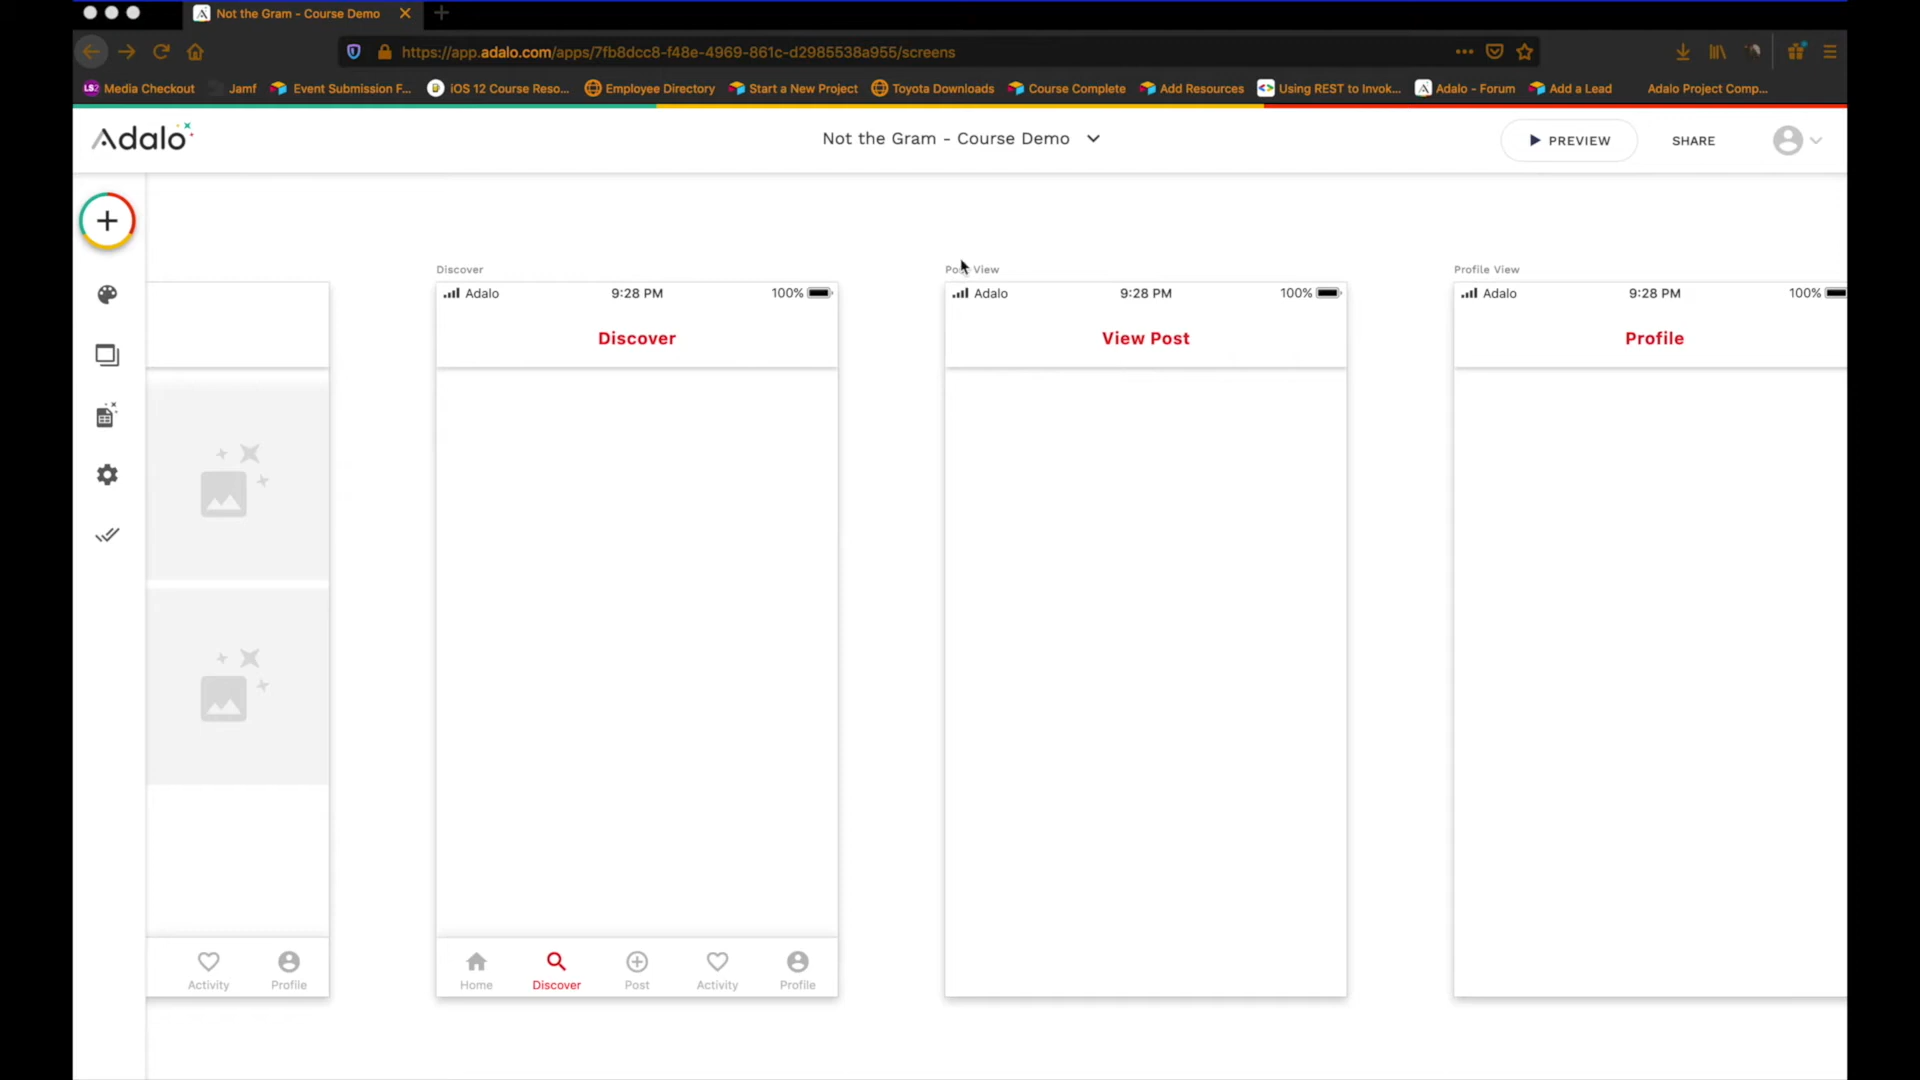 Not the Gram - Course Demo
https://app.adalo.com/apps/7fb8dcc8-f48e-4969-861c-d2985538a955/screens
LS2 Media Checkout Jamf Event Submission F... iOS 12 Course Reso... Employee Directory Start a New Project Toyota Downloads Course Complete Add Resources Using REST to Invok... Adalo - Forum Add a Lead Adalo Project Comp...
Adalo
Not the Gram - Course Demo
PREVIEW
SHARE
Discover
Adalo 9:28 PM 100%
Discover
Post View
Adalo 9:28 PM 100%
View Post
Profile View
Adalo 9:28 PM 100%
Profile
Activity Profile
Home Discover Post Activity Profile